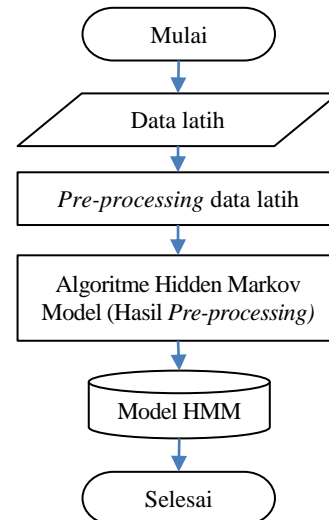 Mulai
Data latih
Pre-processing data latih
Algoritme Hidden Markov
Model (Hasil Pre-processing)
Model HMM
Selesai